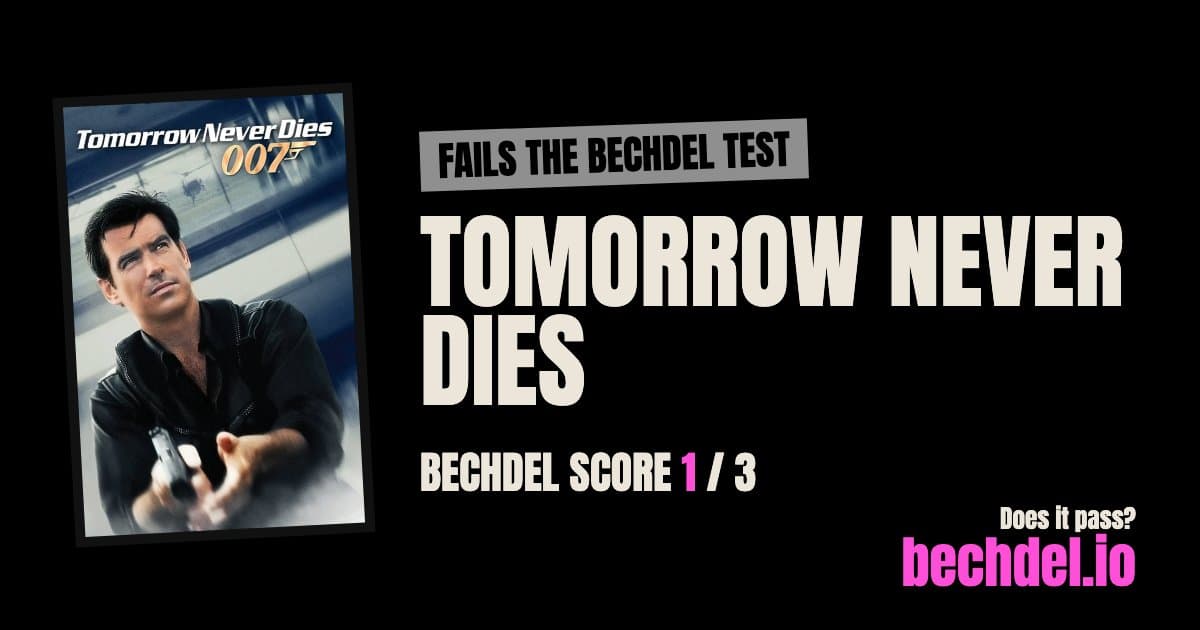 Tomorrow Never Dies
007
FAILS THE BECHDEL TEST
TOMORROW NEVER
DIES
BECHDEL SCORE 1 / 3
Does it pass?
bechdel.io